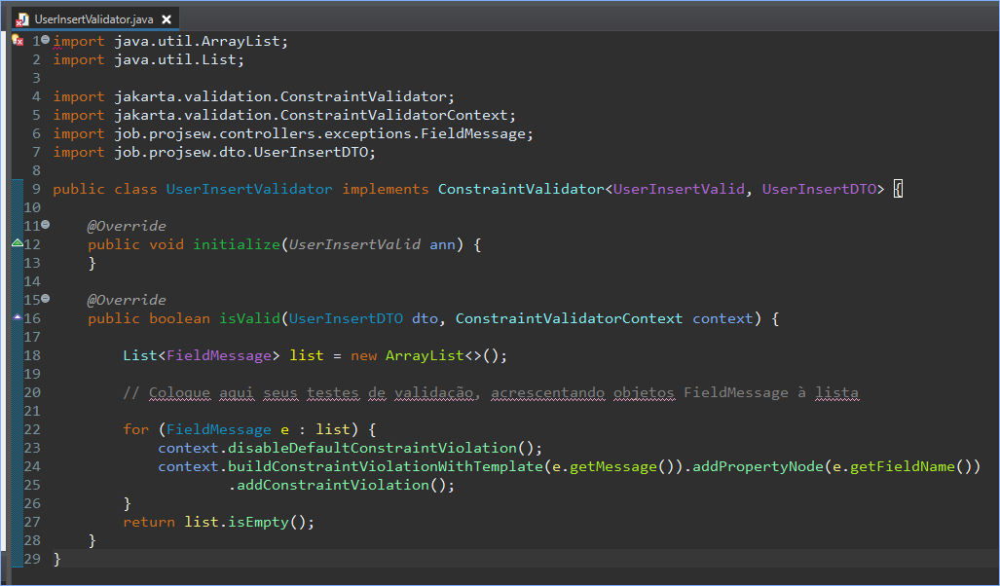 UserInsertValidator.java
1 import java.util.ArrayList;
2 import java.util.List;
3
4 import jakarta.validation.ConstraintValidator;
5 import jakarta.validation.ConstraintValidatorContext;
6 import job.projsew.controllers.exceptions.FieldMessage;
7 import job.projsew.dto.UserInsertDTO;
8
9 public class UserInsertValidator implements ConstraintValidator<UserInsertValid, UserInsertDTO> {
10
11     @Override
12     public void initialize(UserInsertValid ann) {
13     }
14
15     @Override
16     public boolean isValid(UserInsertDTO dto, ConstraintValidatorContext context) {
17
18         List<FieldMessage> list = new ArrayList<>();
19
20         // Coloque aqui seus testes de validação, acrescentando objetos FieldMessage à lista
21
22         for (FieldMessage e : list) {
23             context.disableDefaultConstraintViolation();
24             context.buildConstraintViolationWithTemplate(e.getMessage()).addPropertyNode(e.getFieldName())
25                     .addConstraintViolation();
26         }
27         return list.isEmpty();
28     }
29 }